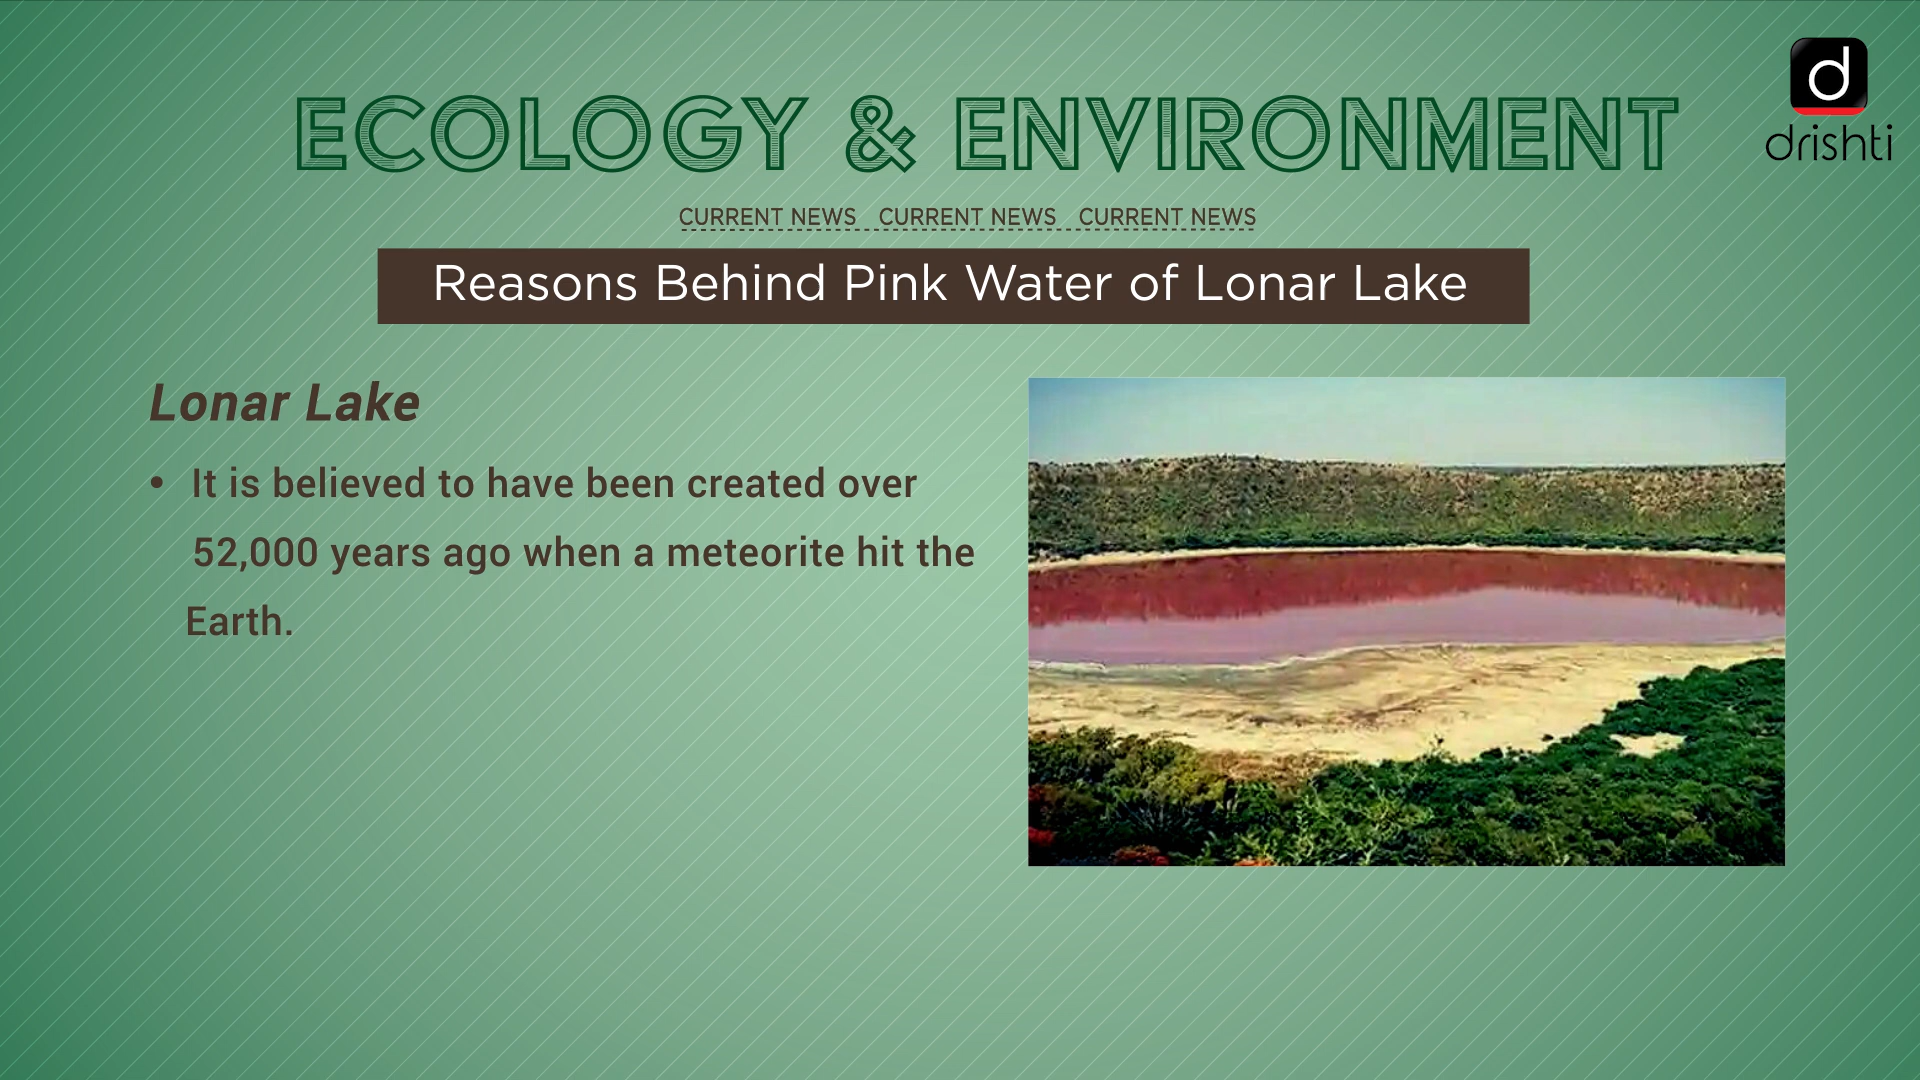 ECOLOGY & ENVIRONMENT
d
drishti
CURRENT NEWS CURRENT NEWS CURRENT NEWS
Reasons Behind Pink Water of Lonar Lake
Lonar Lake
• It is believed to have been created over
52,000 years ago when a meteorite hit the
Earth.